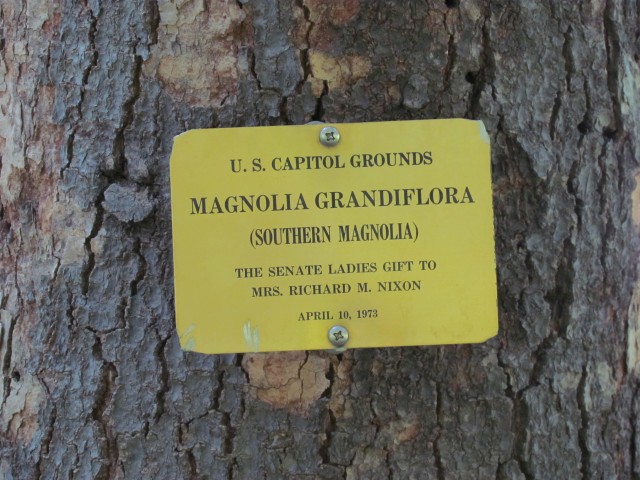 U. S. CAPITOL GROUNDS
MAGNOLIA GRANDIFLORA
(SOUTHERN MAGNOLIA)
THE SENATE LADIES GIFT TO
MRS. RICHARD M. NIXON
APRIL 10, 1973